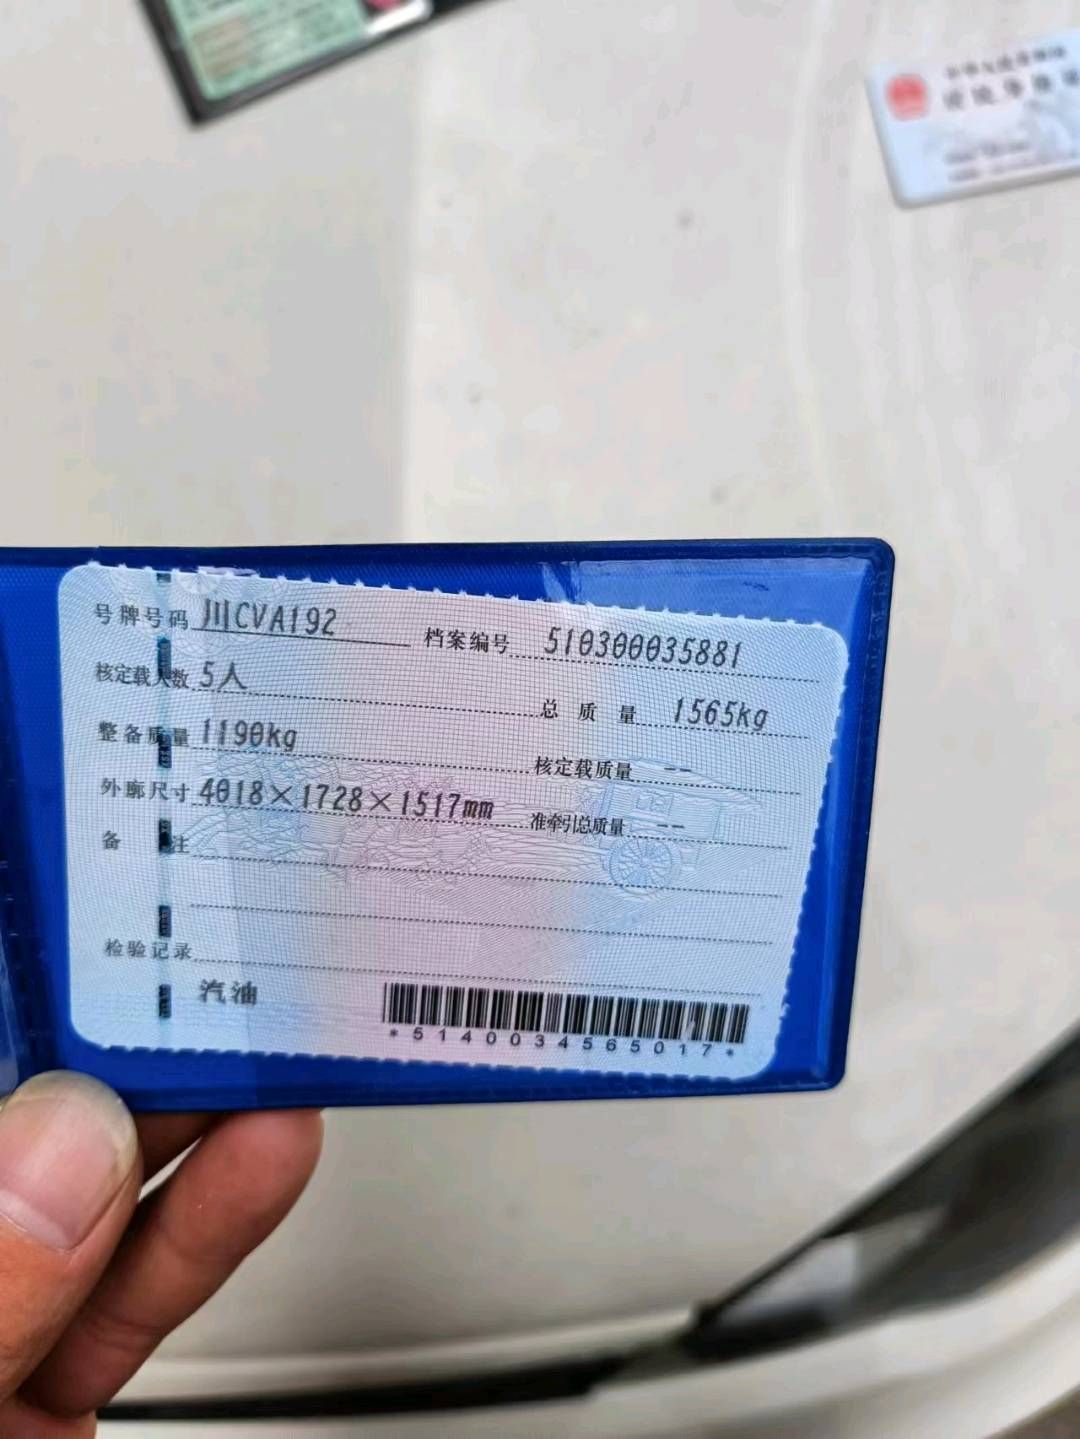 号牌号码 川CVA192 档案编号 510300035881
核定载人数 5人 总质量 1565kg
整备质量 1190kg 核定载质量 --
外廓尺寸 4018×1728×1517mm 准牵引总质量 --
备注
检验记录
汽油
*514003456501７*